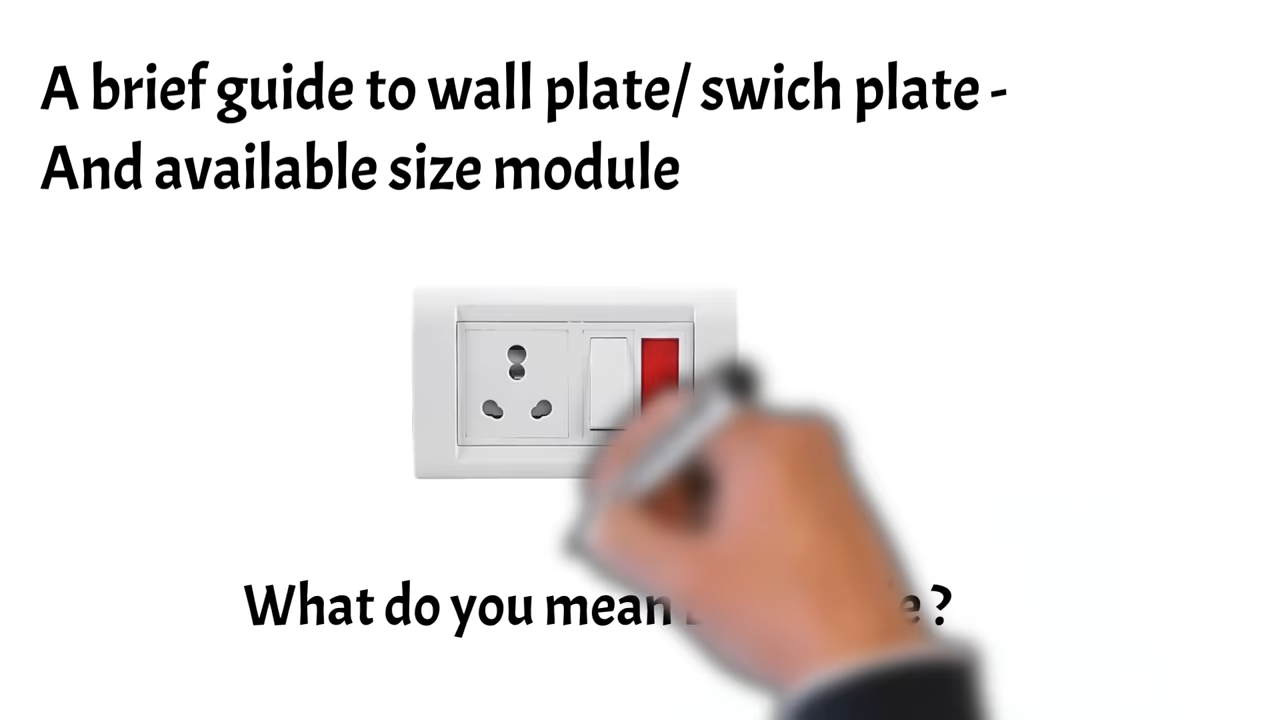 A brief guide to wall plate/ swich plate -
And available size module
What do you mean ?